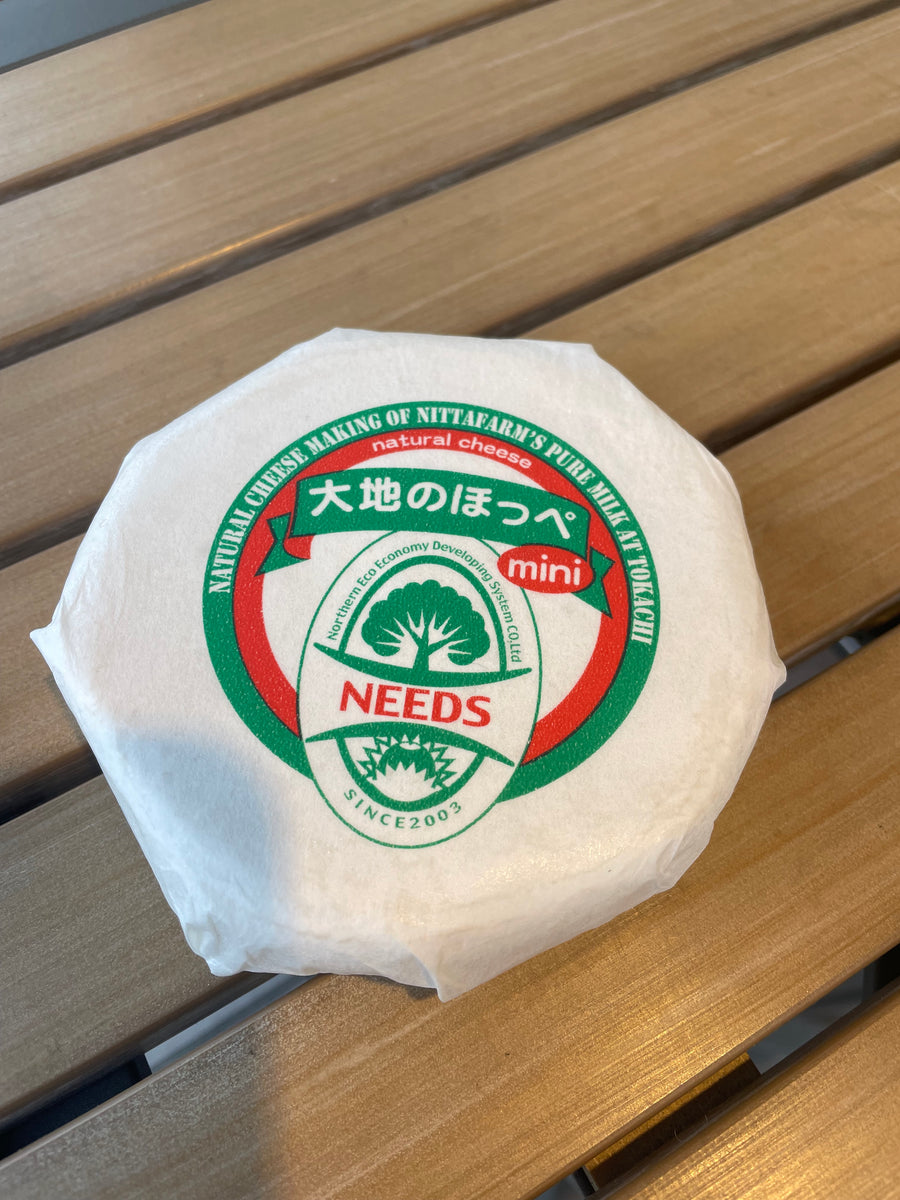 NATURAL CHEESE MAKING OF NITTAFARM'S PURE MILK AT TOKACHI
natural cheese
大地のほっぺ
mini
Northern Eco Economy Developing System CO,Ltd
NEEDS
SINCE2003